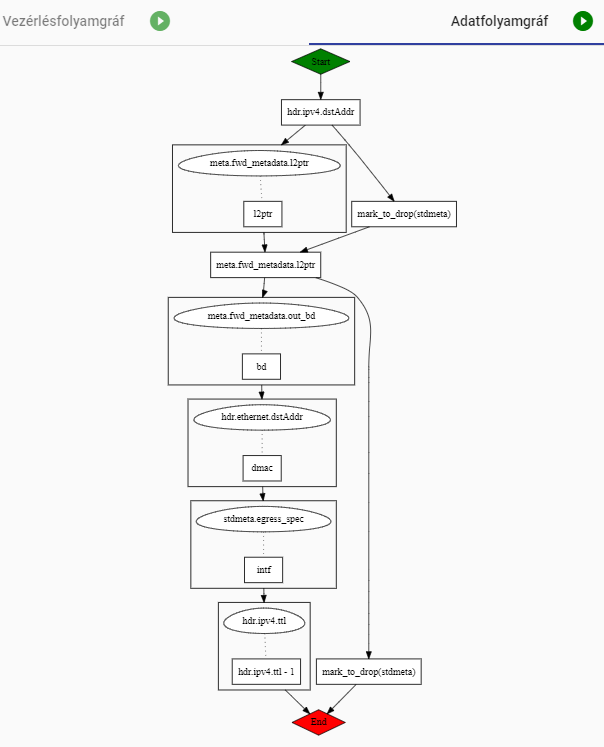 Vezérlésfolyamgráf
Adatfolyamgráf
Start
hdr.ipv4.dstAddr
meta.fwd_metadata.l2ptr
l2ptr
mark_to_drop(stdmeta)
meta.fwd_metadata.l2ptr
meta.fwd_metadata.out_bd
bd
hdr.ethernet.dstAddr
dmac
stdmeta.egress_spec
intf
hdr.ipv4.ttl
hdr.ipv4.ttl - 1
mark_to_drop(stdmeta)
End